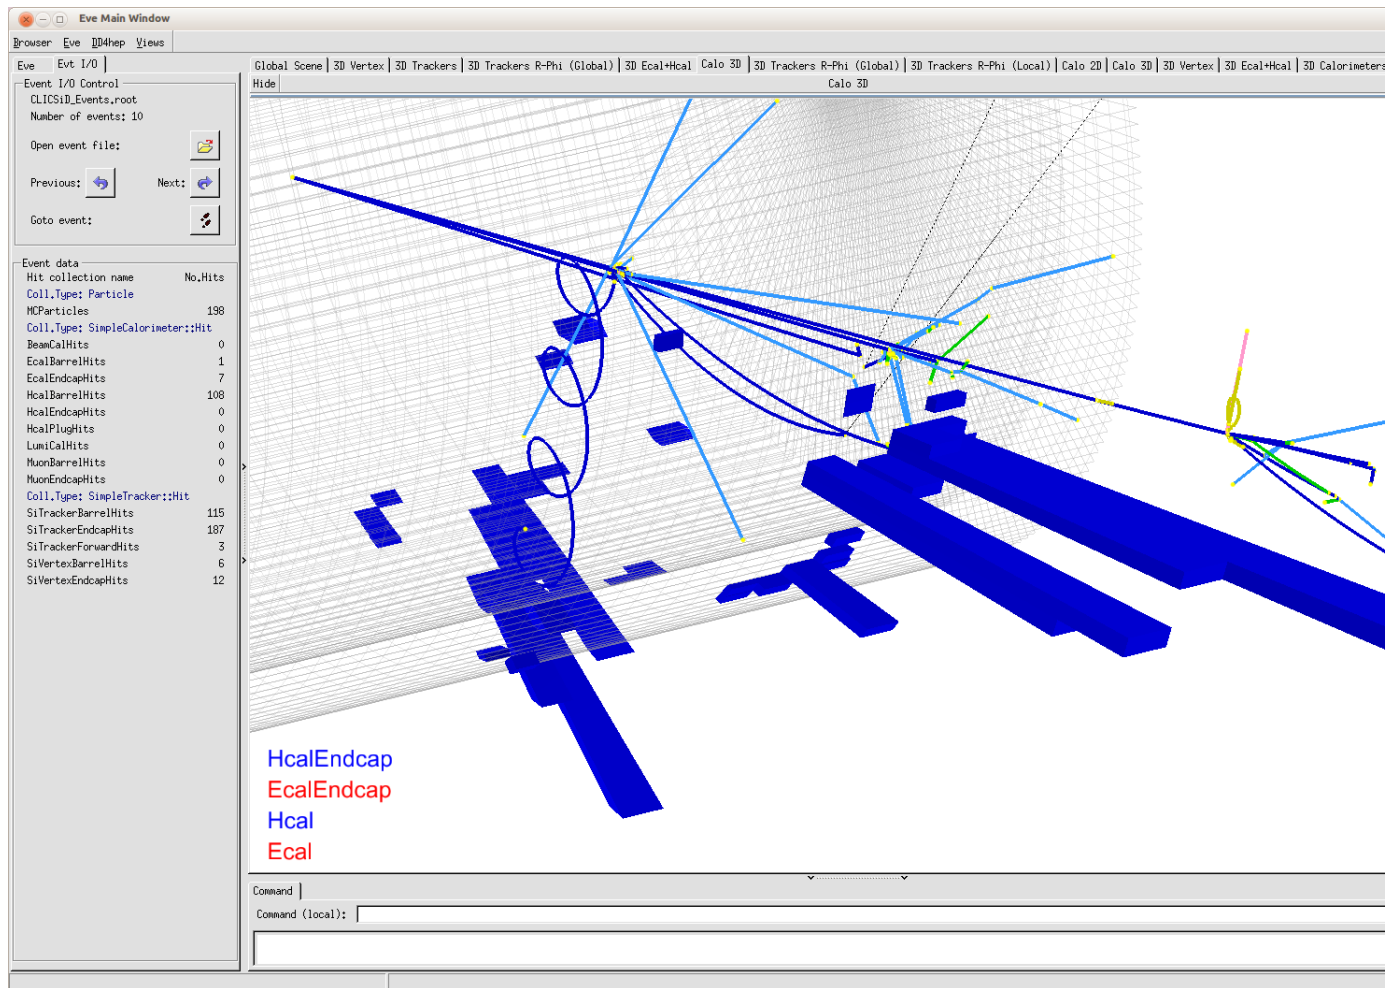 Eve Main Window
Browser Eve DD4hep Views
Eve Evt I/O
Event I/O Control
CLICSiD_Events.root
Number of events: 10
Open event file:
Previous: Next:
Goto event:
Event data
Hit collection name No.Hits
Coll.Type: Particle
MCParticles 198
Coll.Type: SimpleCalorimeter::Hit
BeamCalHits 0
EcalBarrelHits 1
EcalEndcapHits 7
HcalBarrelHits 108
HcalEndcapHits 0
HcalPlugHits 0
LumiCalHits 0
MuonBarrelHits 0
MuonEndcapHits 0
Coll.Type: SimpleTracker::Hit
SiTrackerBarrelHits 115
SiTrackerEndcapHits 187
SiTrackerForwardHits 3
SiVertexBarrelHits 6
SiVertexEndcapHits 12
Global Scene 3D Vertex 3D Trackers 3D Trackers R-Phi (Global) 3D Ecal+Hcal Calo 3D 3D Trackers R-Phi (Global) 3D Trackers R-Phi (Local) Calo 2D Calo 3D 3D Vertex 3D Ecal+Hcal 3D Calorimeters
Hide Calo 3D
HcalEndcap
EcalEndcap
Hcal
Ecal
Command
Command (local):